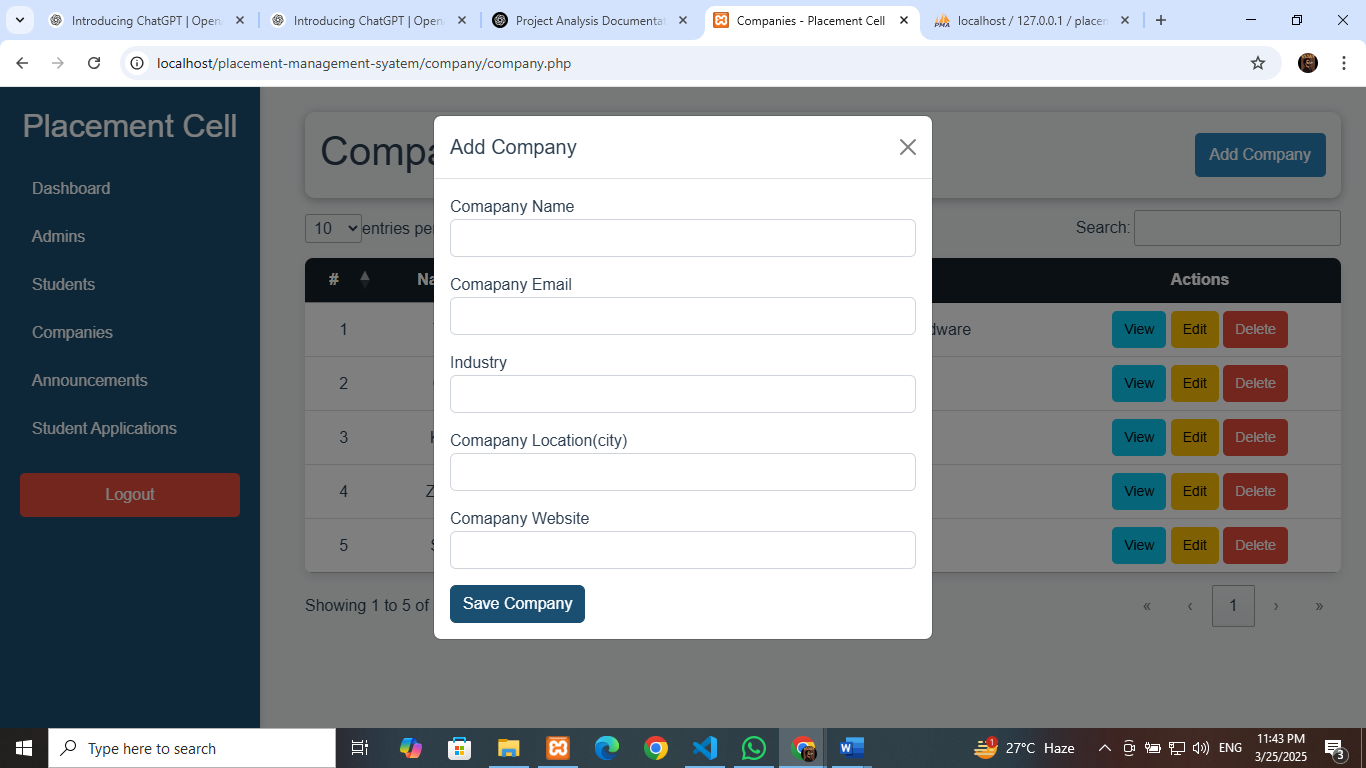 Introducing ChatGPT | Open
Introducing ChatGPT | Open
Project Analysis Documenta
Companies - Placement Cell
localhost / 127.0.0.1 / placem
localhost/placement-management-syatem/company/company.php
Placement Cell
Dashboard
Admins
Students
Companies
Announcements
Student Applications
Logout
Compa
Add Company
10 entries pe
Search:
# Na Actions
1 dware View Edit Delete
2 View Edit Delete
3 View Edit Delete
4 Z View Edit Delete
5 View Edit Delete
Showing 1 to 5 of
« ‹ 1 › »
Add Company
Comapany Name
Comapany Email
Industry
Comapany Location(city)
Comapany Website
Save Company
Type here to search
1
27°C Haze
ENG
11:43 PM
3/25/2025
3